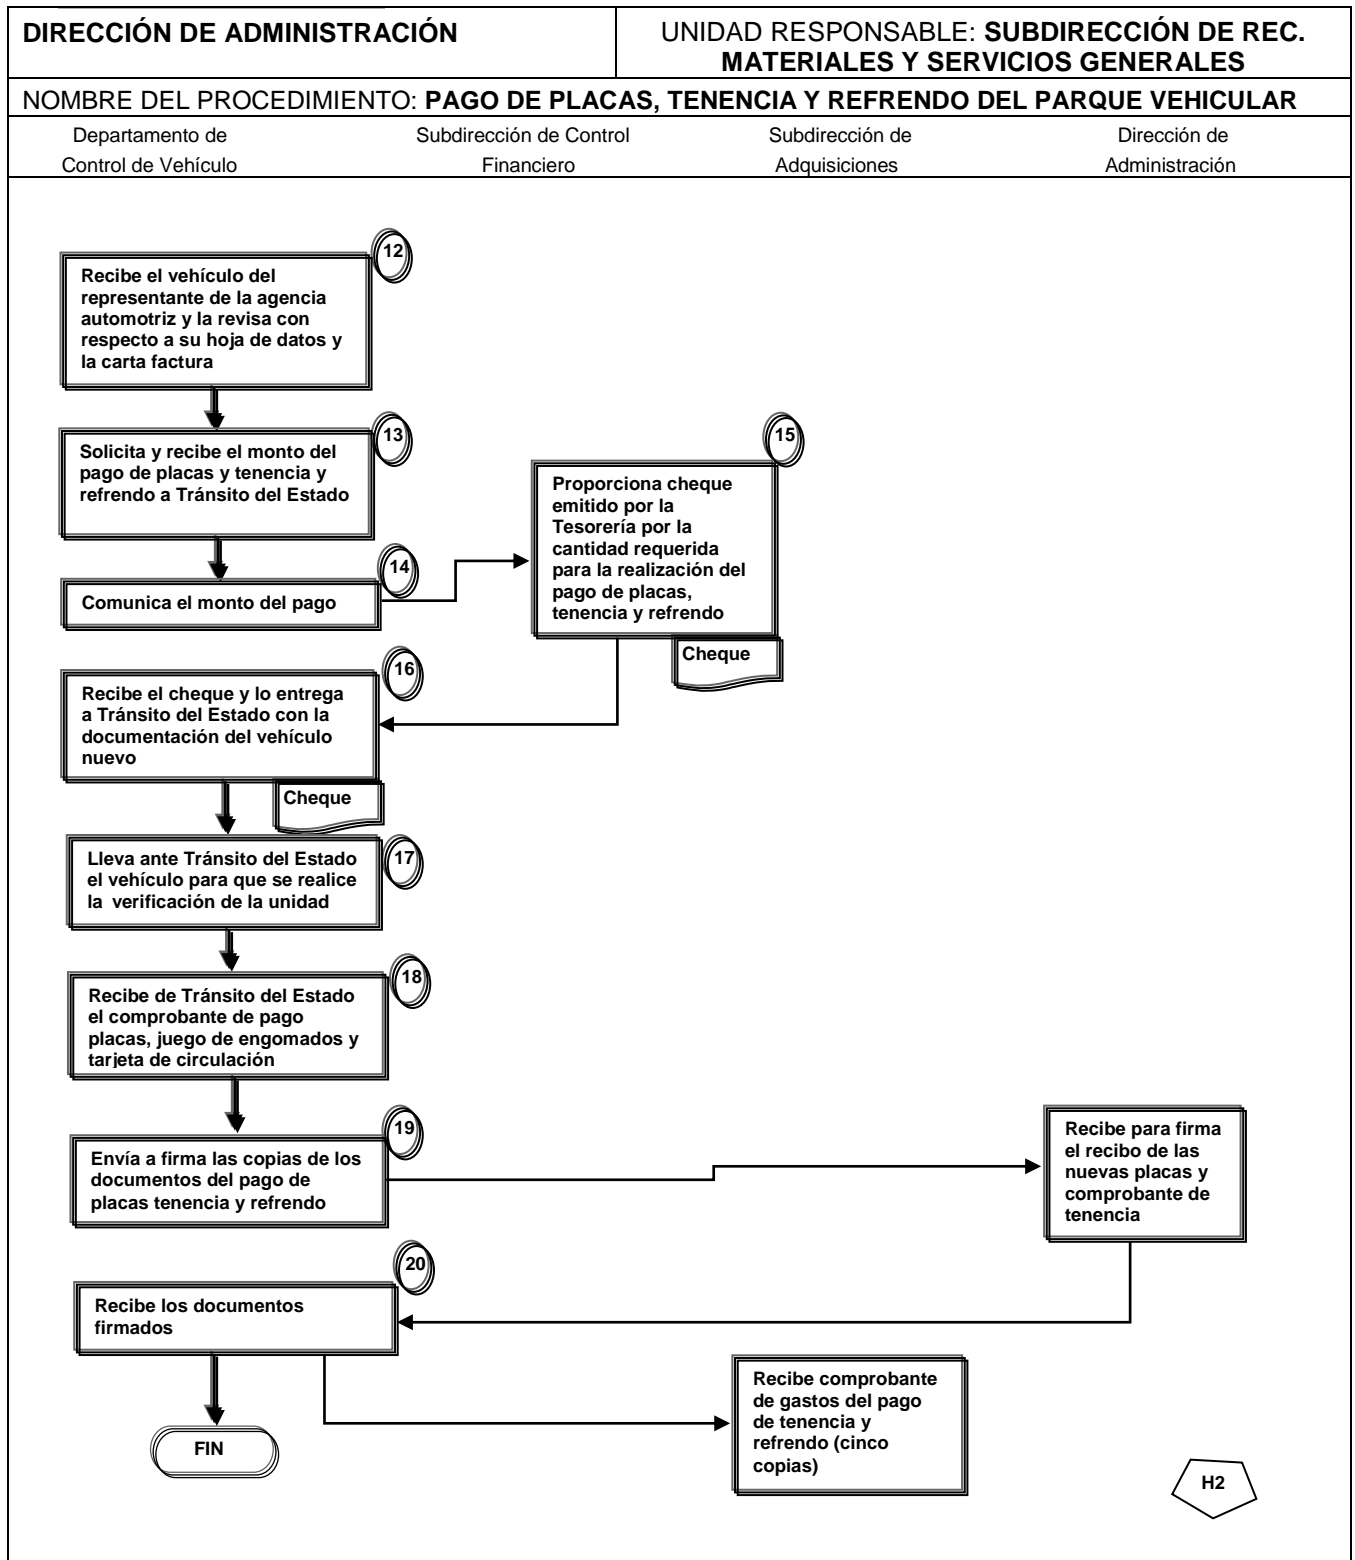 DIRECCIÓN DE ADMINISTRACIÓN
UNIDAD RESPONSABLE: SUBDIRECCIÓN DE REC.
MATERIALES Y SERVICIOS GENERALES
NOMBRE DEL PROCEDIMIENTO: PAGO DE PLACAS, TENENCIA Y REFRENDO DEL PARQUE VEHICULAR
Departamento de
Control de Vehículo
Subdirección de Control
Financiero
Subdirección de
Adquisiciones
Dirección de
Administración
12
Recibe el vehículo del
representante de la agencia
automotriz y la revisa con
respecto a su hoja de datos y
la carta factura
13
Solicita y recibe el monto del
pago de placas y tenencia y
refrendo a Tránsito del Estado
14
Comunica el monto del pago
15
Proporciona cheque
emitido por la
Tesorería por la
cantidad requerida
para la realización del
pago de placas,
tenencia y refrendo
Cheque
16
Recibe el cheque y lo entrega
a Tránsito del Estado con la
documentación del vehículo
nuevo
Cheque
17
Lleva ante Tránsito del Estado
el vehículo para que se realice
la verificación de la unidad
18
Recibe de Tránsito del Estado
el comprobante de pago
placas, juego de engomados y
tarjeta de circulación
19
Envía a firma las copias de los
documentos del pago de
placas tenencia y refrendo
Recibe para firma
el recibo de las
nuevas placas y
comprobante de
tenencia
20
Recibe los documentos
firmados
Recibe comprobante
de gastos del pago
de tenencia y
refrendo (cinco
copias)
FIN
H2